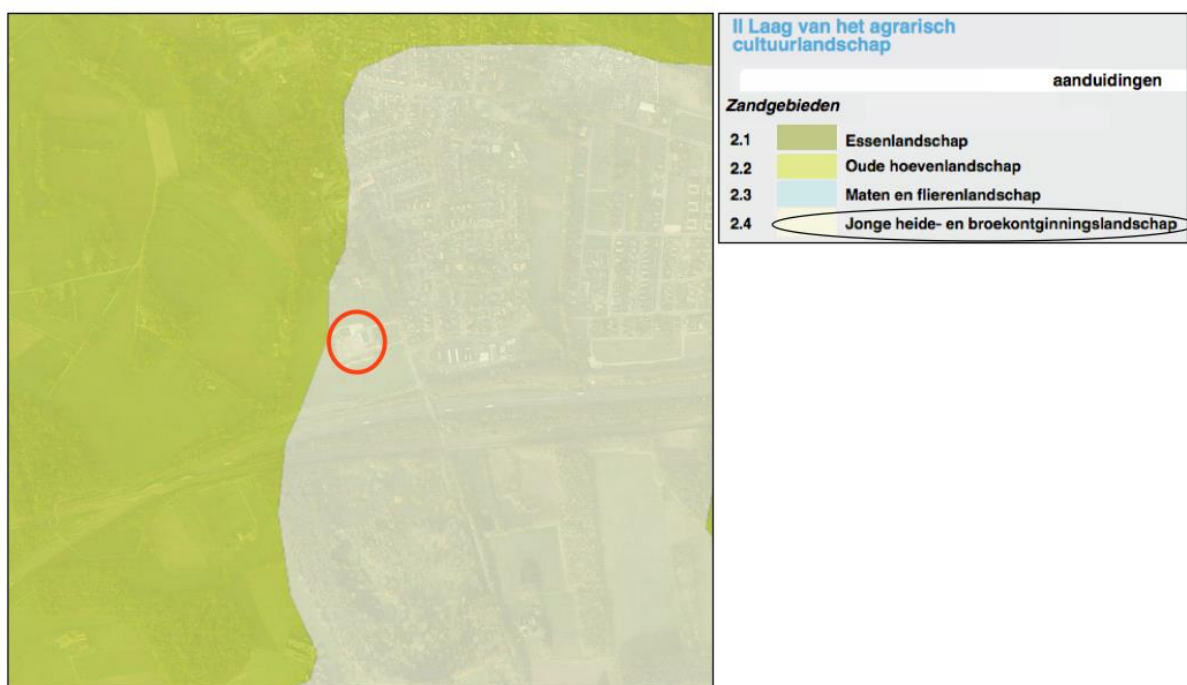 II Laag van het agrarisch
cultuurlandschap
aanduidingen
Zandgebieden
2.1 Essenlandschap
2.2 Oude hoevenlandschap
2.3 Maten en flierenlandschap
2.4 Jonge heide- en broekontginningslandschap